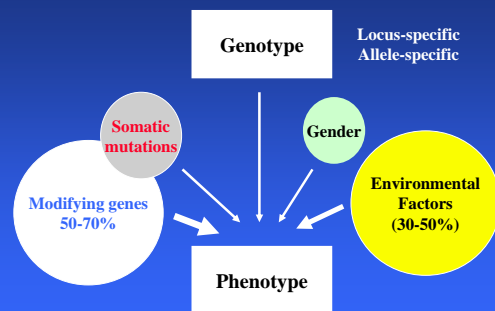 Genotype
Locus-specific
Allele-specific
Somatic
mutations
Gender
Modifying genes
50-70%
Environmental
Factors
(30-50%)
Phenotype